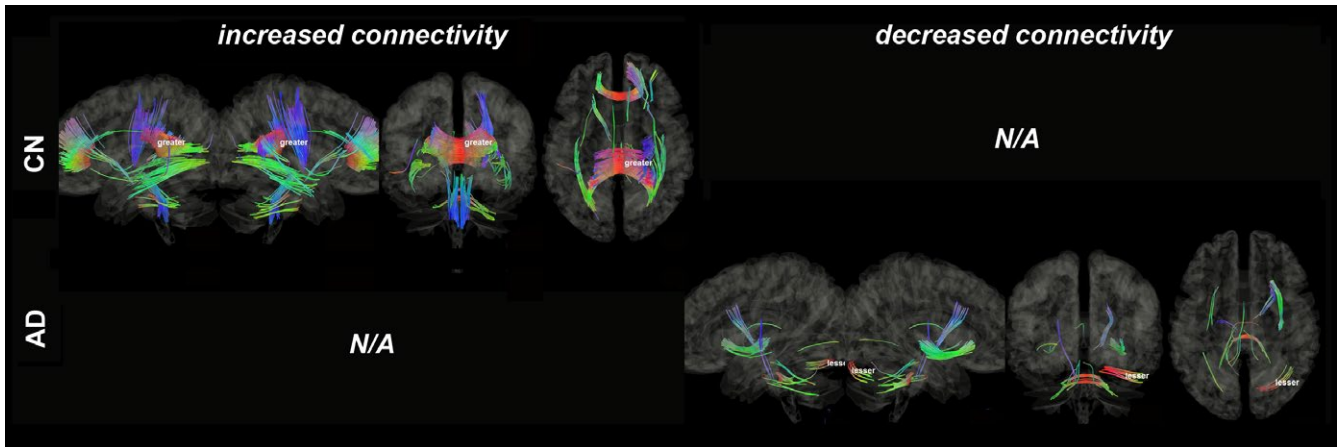 increased connectivity
decreased connectivity
CN
greater
greater
greater
greater
N/A
AD
N/A
lesser
lesser
lesser
lesser